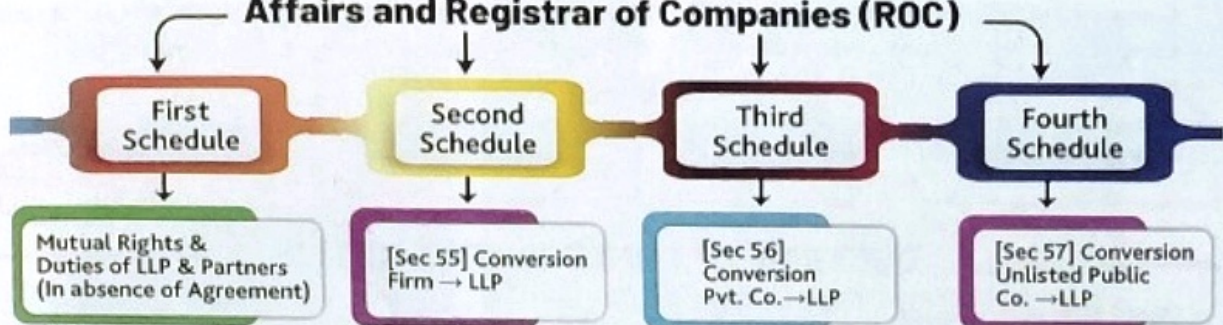 Affairs and Registrar of Companies (ROC)
First
Schedule
Second
Schedule
Third
Schedule
Fourth
Schedule
Mutual Rights &
Duties of LLP & Partners
(In absence of Agreement)
[Sec 55] Conversion
Firm → LLP
[Sec 56]
Conversion
Pvt. Co.→LLP
[Sec 57] Conversion
Unlisted Public
Co. →LLP